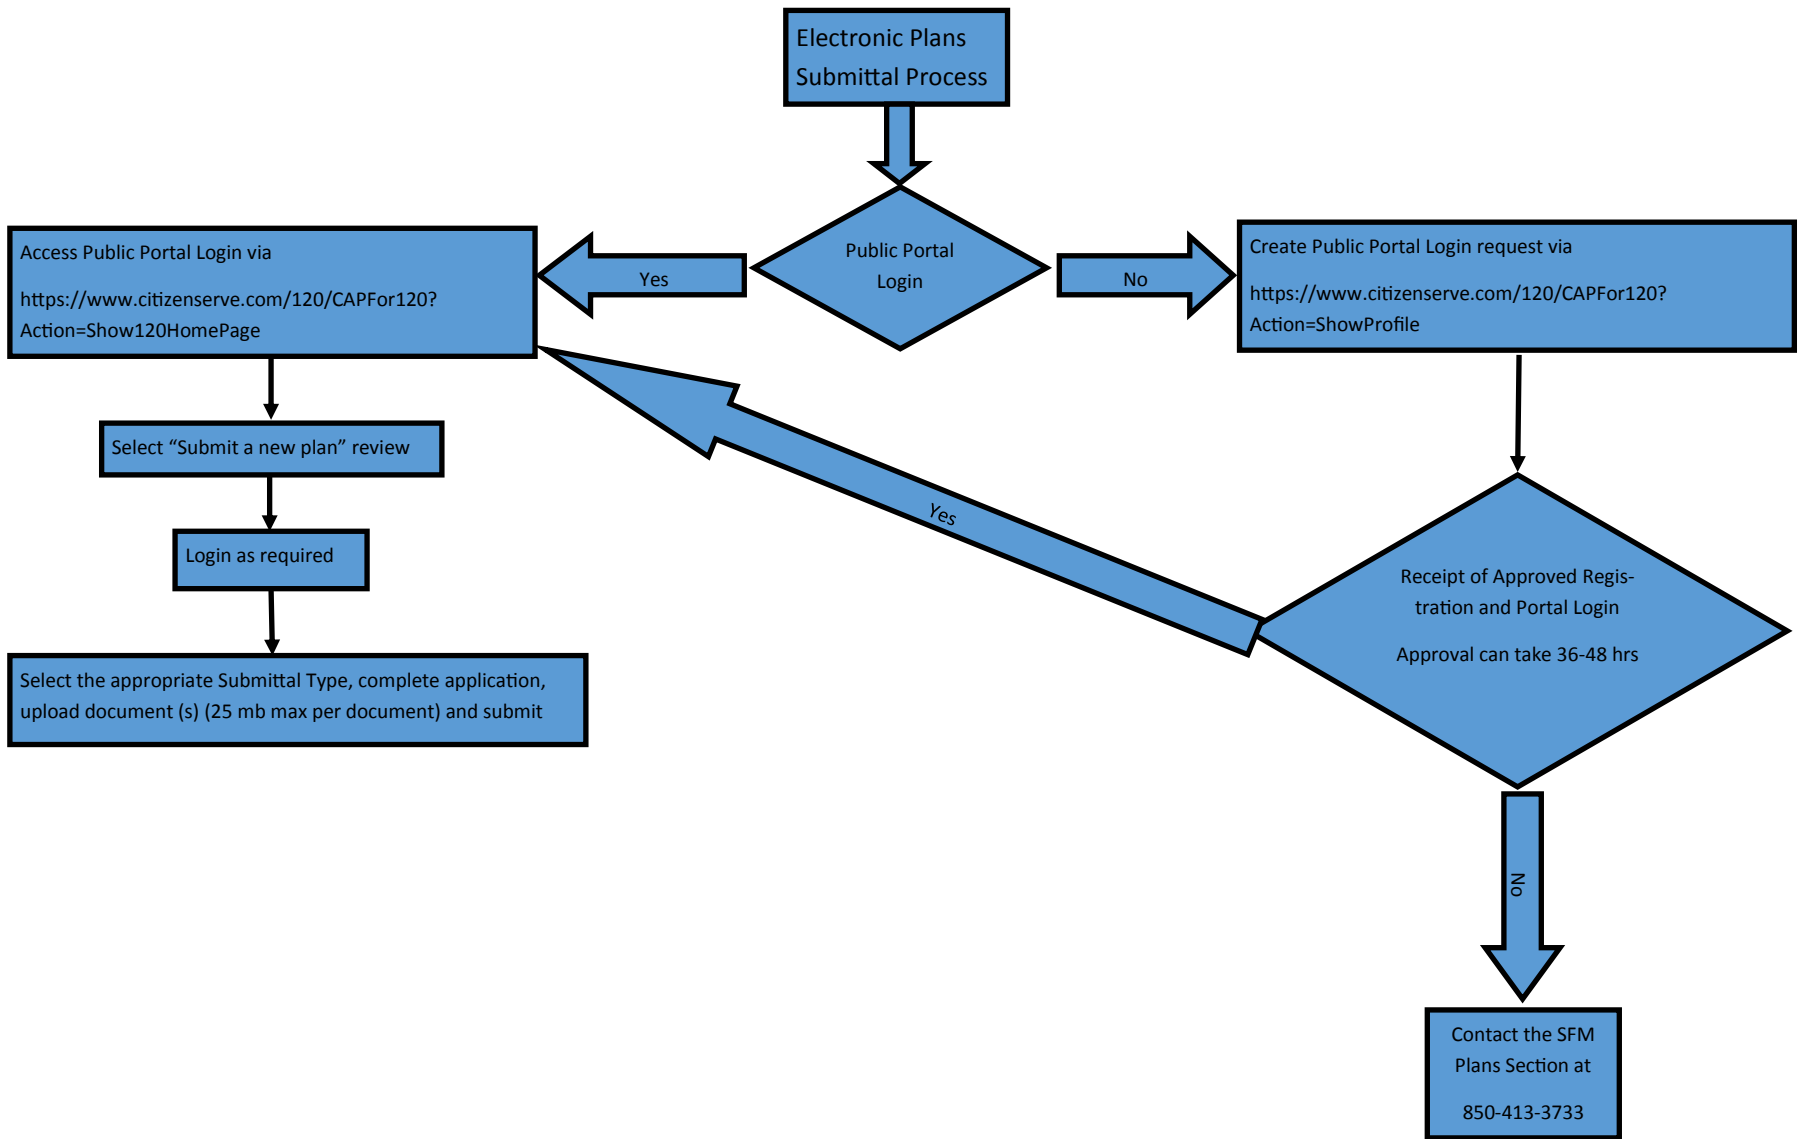 Electronic Plans
Submittal Process
Public Portal
Login
Yes
No
Access Public Portal Login via
https://www.citizenserve.com/120/CAPFor120?
Action=Show120HomePage
Create Public Portal Login request via
https://www.citizenserve.com/120/CAPFor120?
Action=ShowProfile
Select “Submit a new plan” review
Login as required
Select the appropriate Submittal Type, complete application,
upload document (s) (25 mb max per document) and submit
Yes
Receipt of Approved Regis-
tration and Portal Login
Approval can take 36-48 hrs
No
Contact the SFM
Plans Section at
850-413-3733